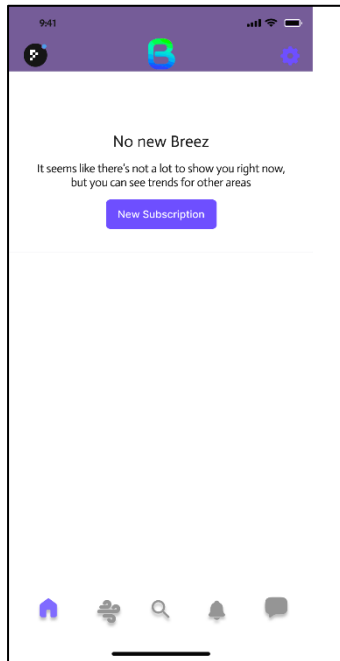 9:41
B
No new Breez
It seems like there's not a lot to show you right now,
but you can see trends for other areas
New Subscription